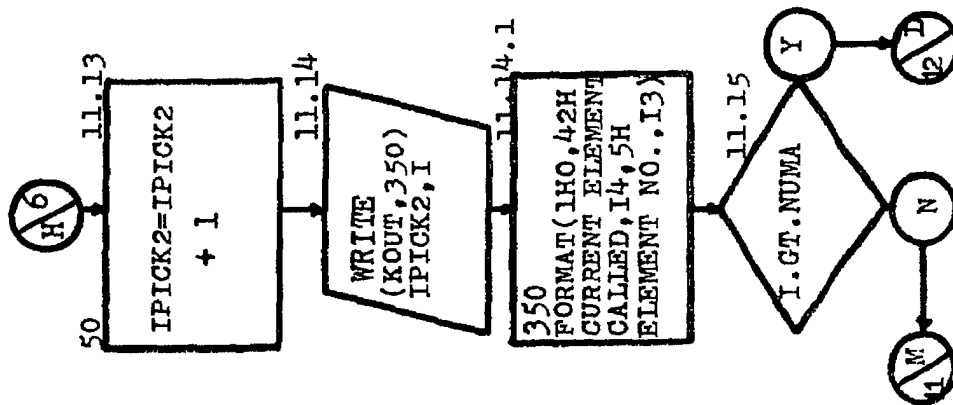 H 6
50
11.13
IPICK2=IPICK2
+ 1
11.14
WRITE
(KOUT,350)
IPICK2,I
11.14.1
350
FORMAT(1H0,42H
CURRENT ELEMENT
CALLED,I4,5H
ELEMENT NO.,I3)
11.15
I.GT.NUMA
Y
D
12
N
M
11